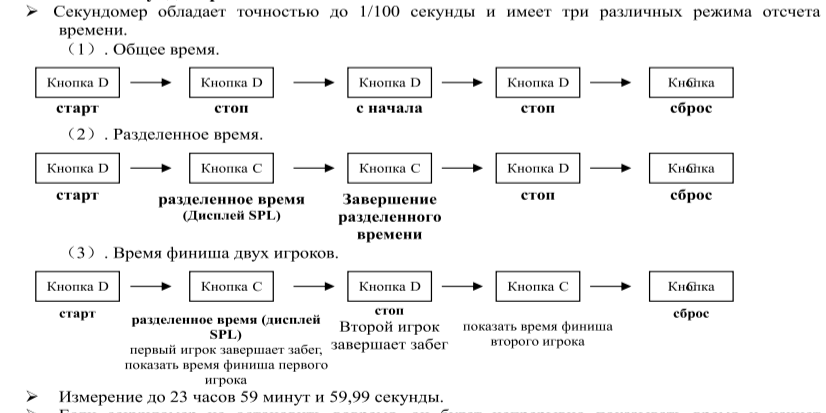 ➢ Секундомер обладает точностью до 1/100 секунды и имеет три различных режима отсчета
времени.
（1）. Общее время.
Кнопка D Кнопка D Кнопка D Кнопка D Кнопка
старт стоп с начала стоп сброс
（2）. Разделенное время.
Кнопка D Кнопка C Кнопка C Кнопка D Кнопка
старт разделенное время Завершение стоп сброс
(Дисплей SPL) разделенного
времени
（3）. Время финиша двух игроков.
Кнопка D Кнопка C Кнопка D Кнопка C Кнопка
старт разделенное время (дисплей стоп сброс
SPL) Второй игрок показать время финиша
первый игрок завершает забег, завершает забег второго игрока
показать время финиша первого
игрока
➢ Измерение до 23 часов 59 минут и 59,99 секунды.